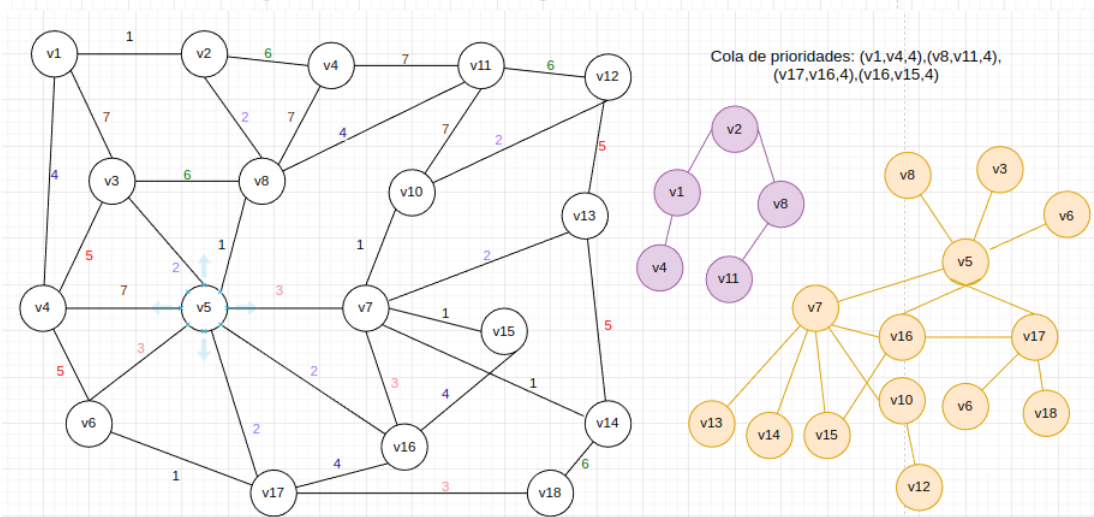 Cola de prioridades: (v1,v4,4),(v8,v11,4),
(v17,v16,4),(v16,v15,4)
1
v1
v2
6
v4
7
v11
6
v12
7
2
7
4
7
2
5
4
v3
6
v8
v10
v13
5
2
1
1
2
v4
7
v5
3
v7
1
v15
5
5
3
2
3
4
1
v6
2
v16
v14
1
4
6
v17
3
v18
v2
v1
v8
v4
v11
v8
v3
v6
v5
v7
v16
v17
v10
v6
v18
v13
v14
v15
v12